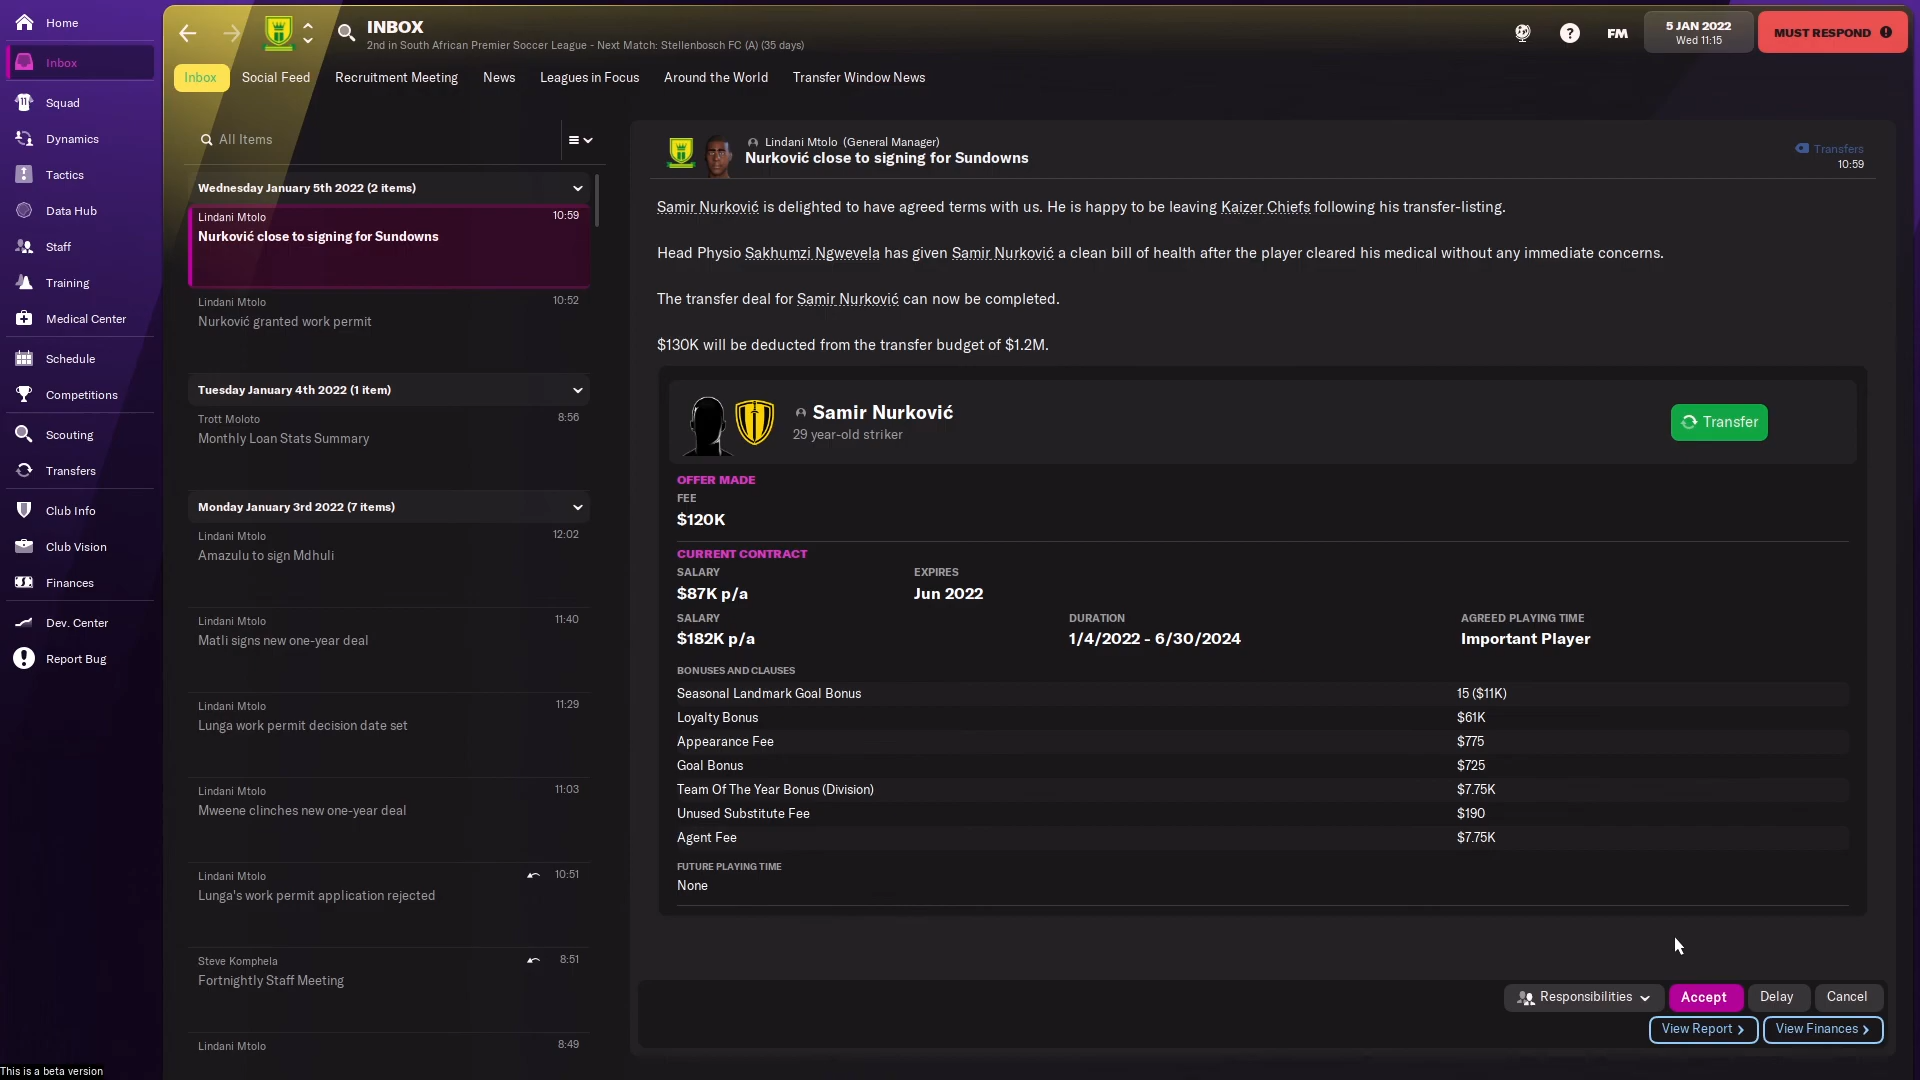 Home
Inbox
Squad
Dynamics
Tactics
Data Hub
Staff
Training
Medical Center
Schedule
Competitions
Scouting
Transfers
Club Info
Club Vision
Finances
Dev. Center
Report Bug
This is a beta version
INBOX
2nd in South African Premier Soccer League - Next Match: Stellenbosch FC (A) (35 days)
FM
5 JAN 2022
Wed 11:15
MUST RESPOND
Inbox Social Feed Recruitment Meeting News Leagues in Focus Around the World Transfer Window News
All Items
Wednesday January 5th 2022 (2 items)
Lindani Mtolo 10:59
Nurković close to signing for Sundowns
Lindani Mtolo 10:52
Nurković granted work permit
Tuesday January 4th 2022 (1 item)
Trott Moloto 8:56
Monthly Loan Stats Summary
Monday January 3rd 2022 (7 items)
Lindani Mtolo 12:02
Amazulu to sign Mdhuli
Lindani Mtolo 11:40
Matli signs new one-year deal
Lindani Mtolo 11:29
Lunga work permit decision date set
Lindani Mtolo 11:03
Mweene clinches new one-year deal
Lindani Mtolo 10:51
Lunga's work permit application rejected
Steve Komphela 8:51
Fortnightly Staff Meeting
Lindani Mtolo 8:49
Lindani Mtolo (General Manager)
Nurković close to signing for Sundowns
Transfers
10:59
Samir Nurković is delighted to have agreed terms with us. He is happy to be leaving Kaizer Chiefs following his transfer-listing.
Head Physio Sakhumzi Ngwevela has given Samir Nurković a clean bill of health after the player cleared his medical without any immediate concerns.
The transfer deal for Samir Nurković can now be completed.
$130K will be deducted from the transfer budget of $1.2M.
Samir Nurković
29 year-old striker
Transfer
OFFER MADE
FEE
$120K
CURRENT CONTRACT
SALARY EXPIRES
$87K p/a Jun 2022
SALARY DURATION AGREED PLAYING TIME
$182K p/a 1/4/2022 - 6/30/2024 Important Player
BONUSES AND CLAUSES
Seasonal Landmark Goal Bonus 15 ($11K)
Loyalty Bonus $61K
Appearance Fee $775
Goal Bonus $725
Team Of The Year Bonus (Division) $7.75K
Unused Substitute Fee $190
Agent Fee $7.75K
FUTURE PLAYING TIME
None
Responsibilities Accept Delay Cancel
View Report View Finances